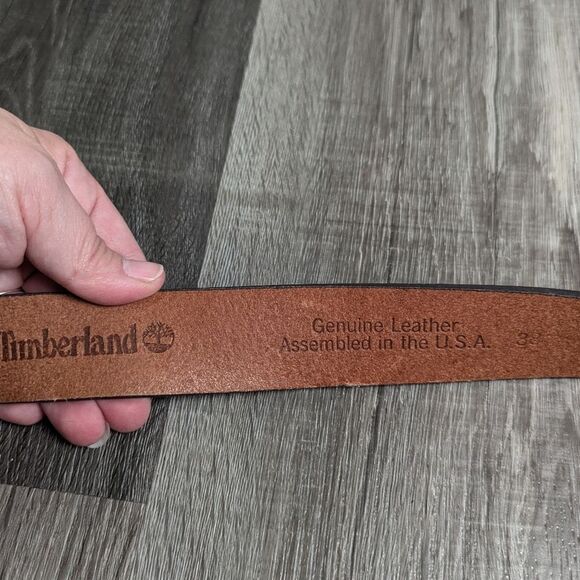 Timberland
Genuine Leather
Assembled in the U.S.A.